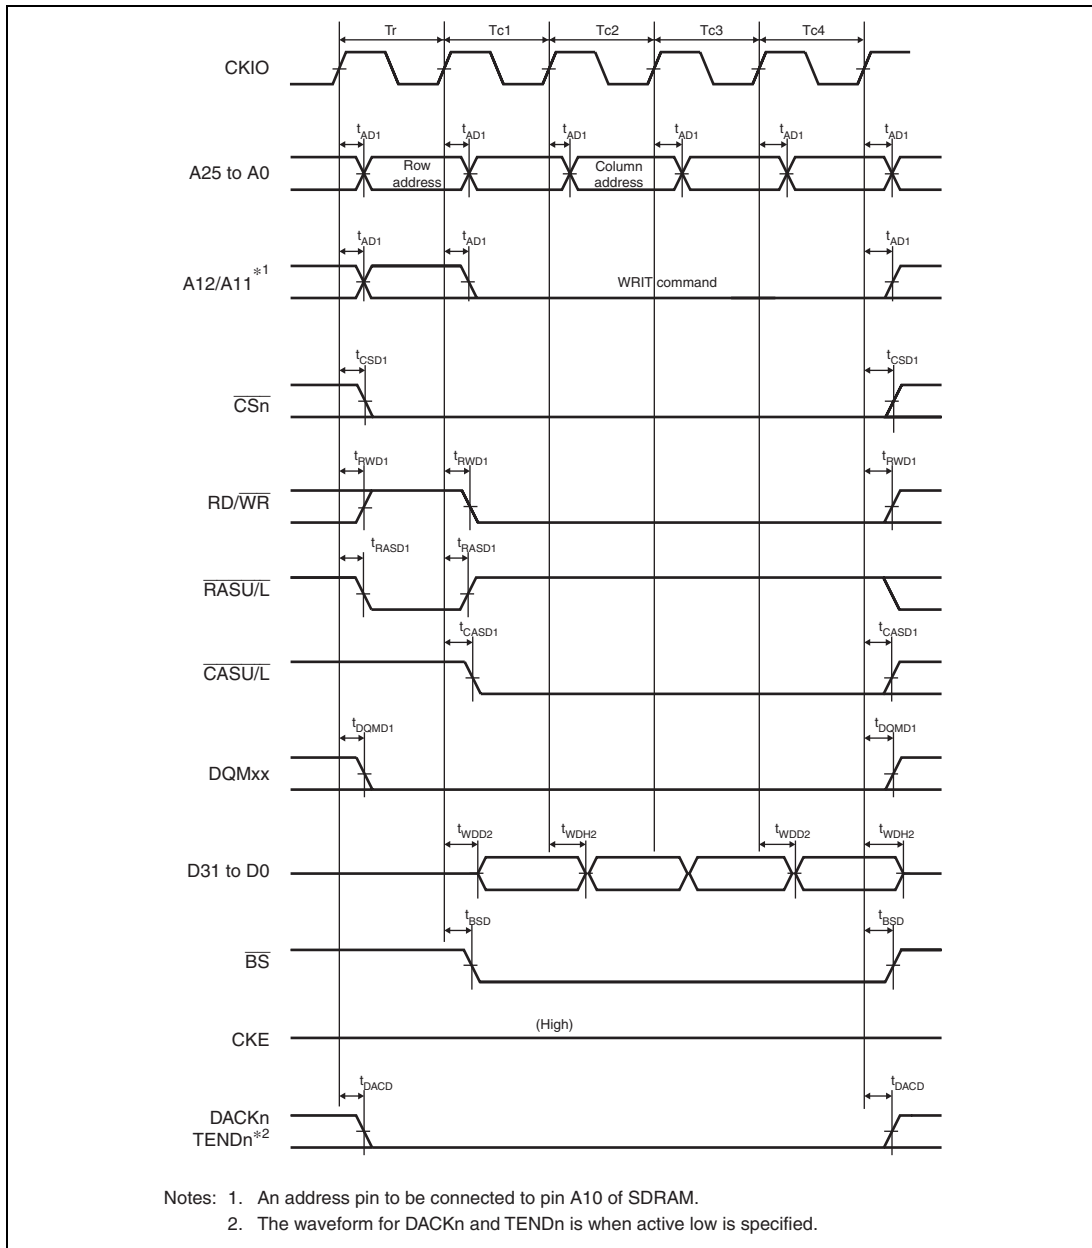 Tr Tc1 Tc2 Tc3 Tc4
CKIO
tAD1 tAD1 tAD1 tAD1 tAD1 tAD1
A25 to A0
Row
address
Column
address
tAD1 tAD1 tAD1
A12/A11*1
WRIT command
tCSD1 tCSD1
CSn
tRWD1 tRWD1 tRWD1
RD/WR
tRASD1 tRASD1
RASU/L
tCASD1 tCASD1
CASU/L
tDQMD1 tDQMD1
DQMxx
tWDD2 tWDH2 tWDD2 tWDH2
D31 to D0
tBSD tBSD
BS
(High)
CKE
tDACD tDACD
DACKn
TENDn*2
Notes: 1. An address pin to be connected to pin A10 of SDRAM.
2. The waveform for DACKn and TENDn is when active low is specified.